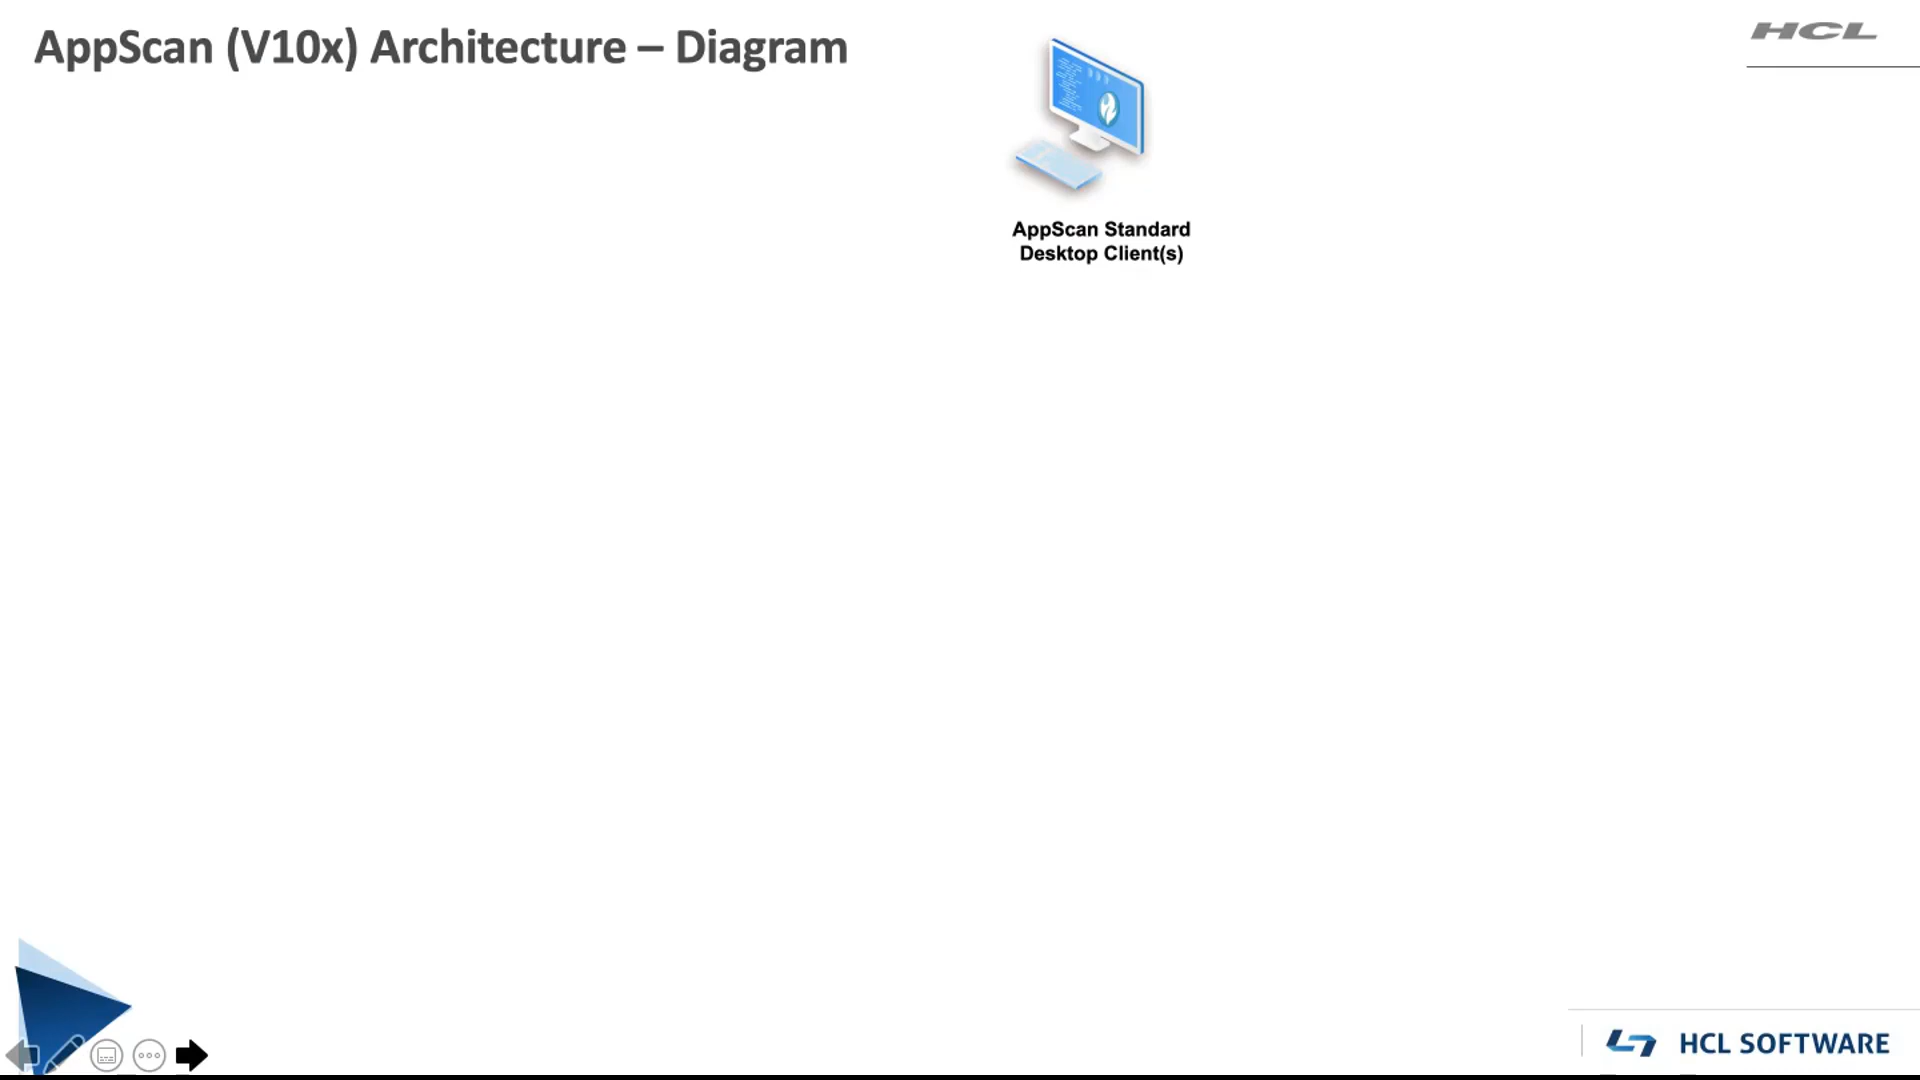 AppScan (V10x) Architecture – Diagram
HCL
AppScan Standard
Desktop Client(s)
HCL SOFTWARE